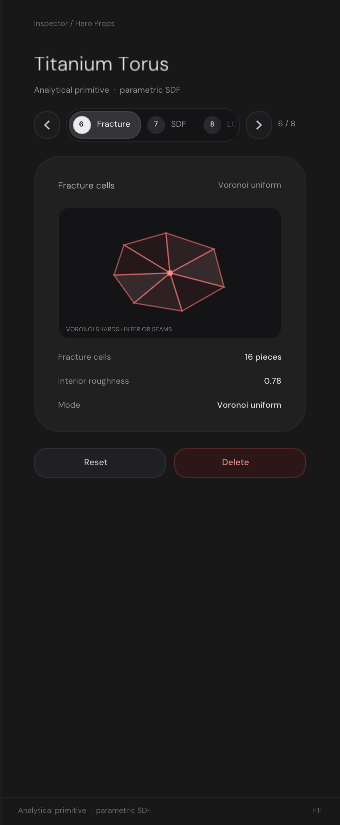 Inspector / Hero Props
Titanium Torus
Analytical primitive · parametric SDF
6 Fracture 7 SDF 8 6 / 8
Fracture cells Voronoi uniform
VORONOI SHARDS · INTERIOR SEAMS
Fracture cells 16 pieces
Interior roughness 0.78
Mode Voronoi uniform
Reset Delete
Analytical primitive · parametric SDF